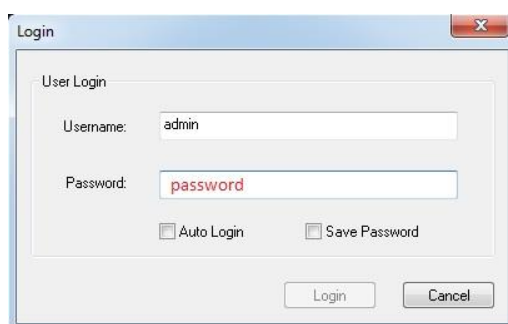 Login
User Login
Username: admin
Password: password
Auto Login Save Password
Login Cancel